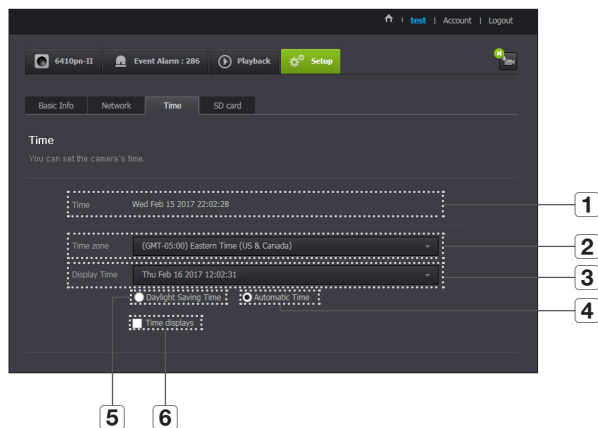 test | Account | Logout
6410pn-II Event Alarm : 286 Playback Setup
N
Basic Info Network Time SD card
Time
You can set the camera's time.
Time Wed Feb 15 2017 22:02:28
1
Time zone (GMT-05:00) Eastern Time (US & Canada)
2
Display Time Thu Feb 16 2017 12:02:31
3
Daylight Saving Time Automatic Time
4
Time displays
5 6